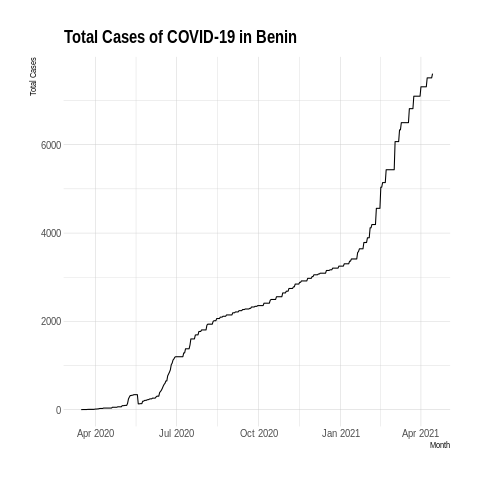 Total Cases of COVID-19 in Benin
Total Cases
6000
4000
2000
0
Apr 2020 Jul 2020 Oct 2020 Jan 2021 Apr 2021
Month